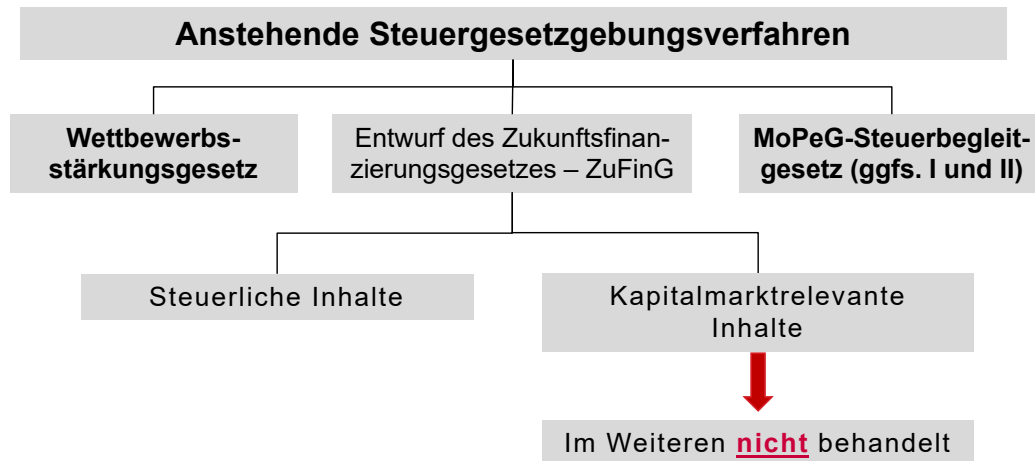 Anstehende Steuergesetzgebungsverfahren
Wettbewerbs-
stärkungsgesetz
Entwurf des Zukunftsfinan-
zierungsgesetzes – ZuFinG
MoPeG-Steuerbegleit-
gesetz (ggfs. I und II)
Steuerliche Inhalte
Kapitalmarktrelevante
Inhalte
Im Weiteren nicht behandelt